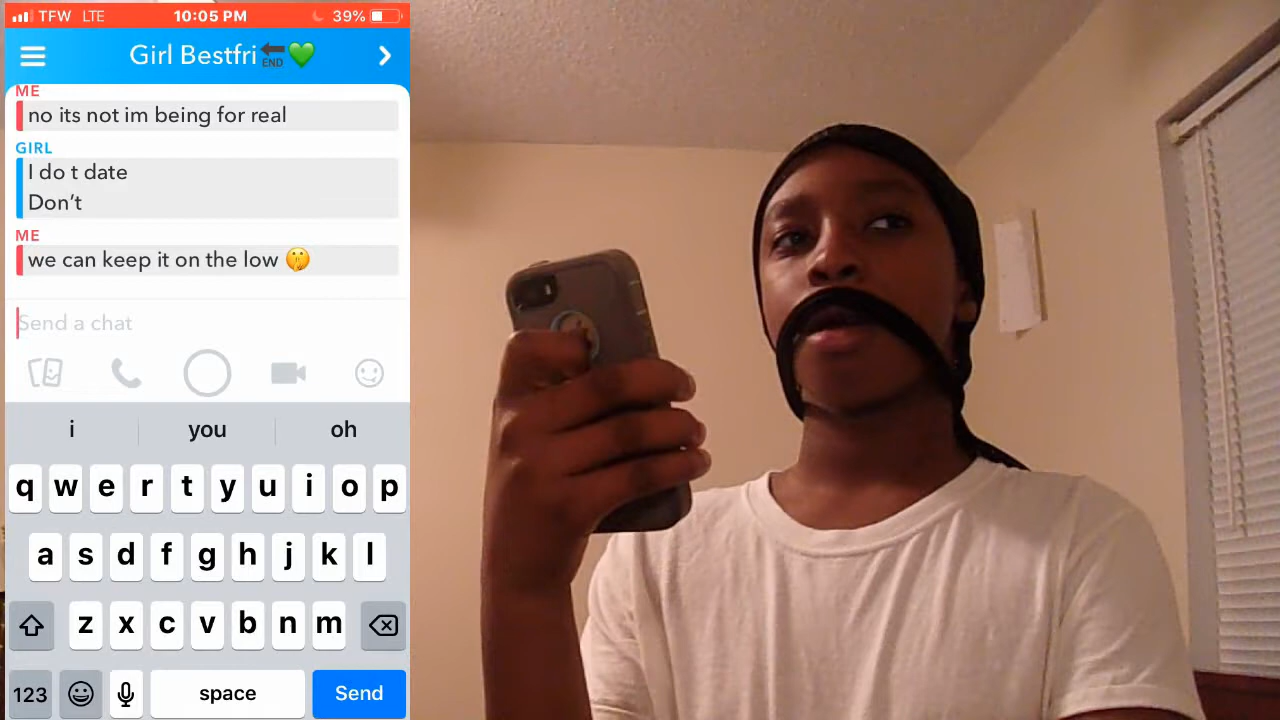 TFW LTE 10:05 PM 39%
Girl Bestfri🔚💚
ME
no its not im being for real
GIRL
I do t date
Don't
ME
we can keep it on the low 🤫
Send a chat
i you oh
q w e r t y u i o p
a s d f g h j k l
z x c v b n m
123 space Send